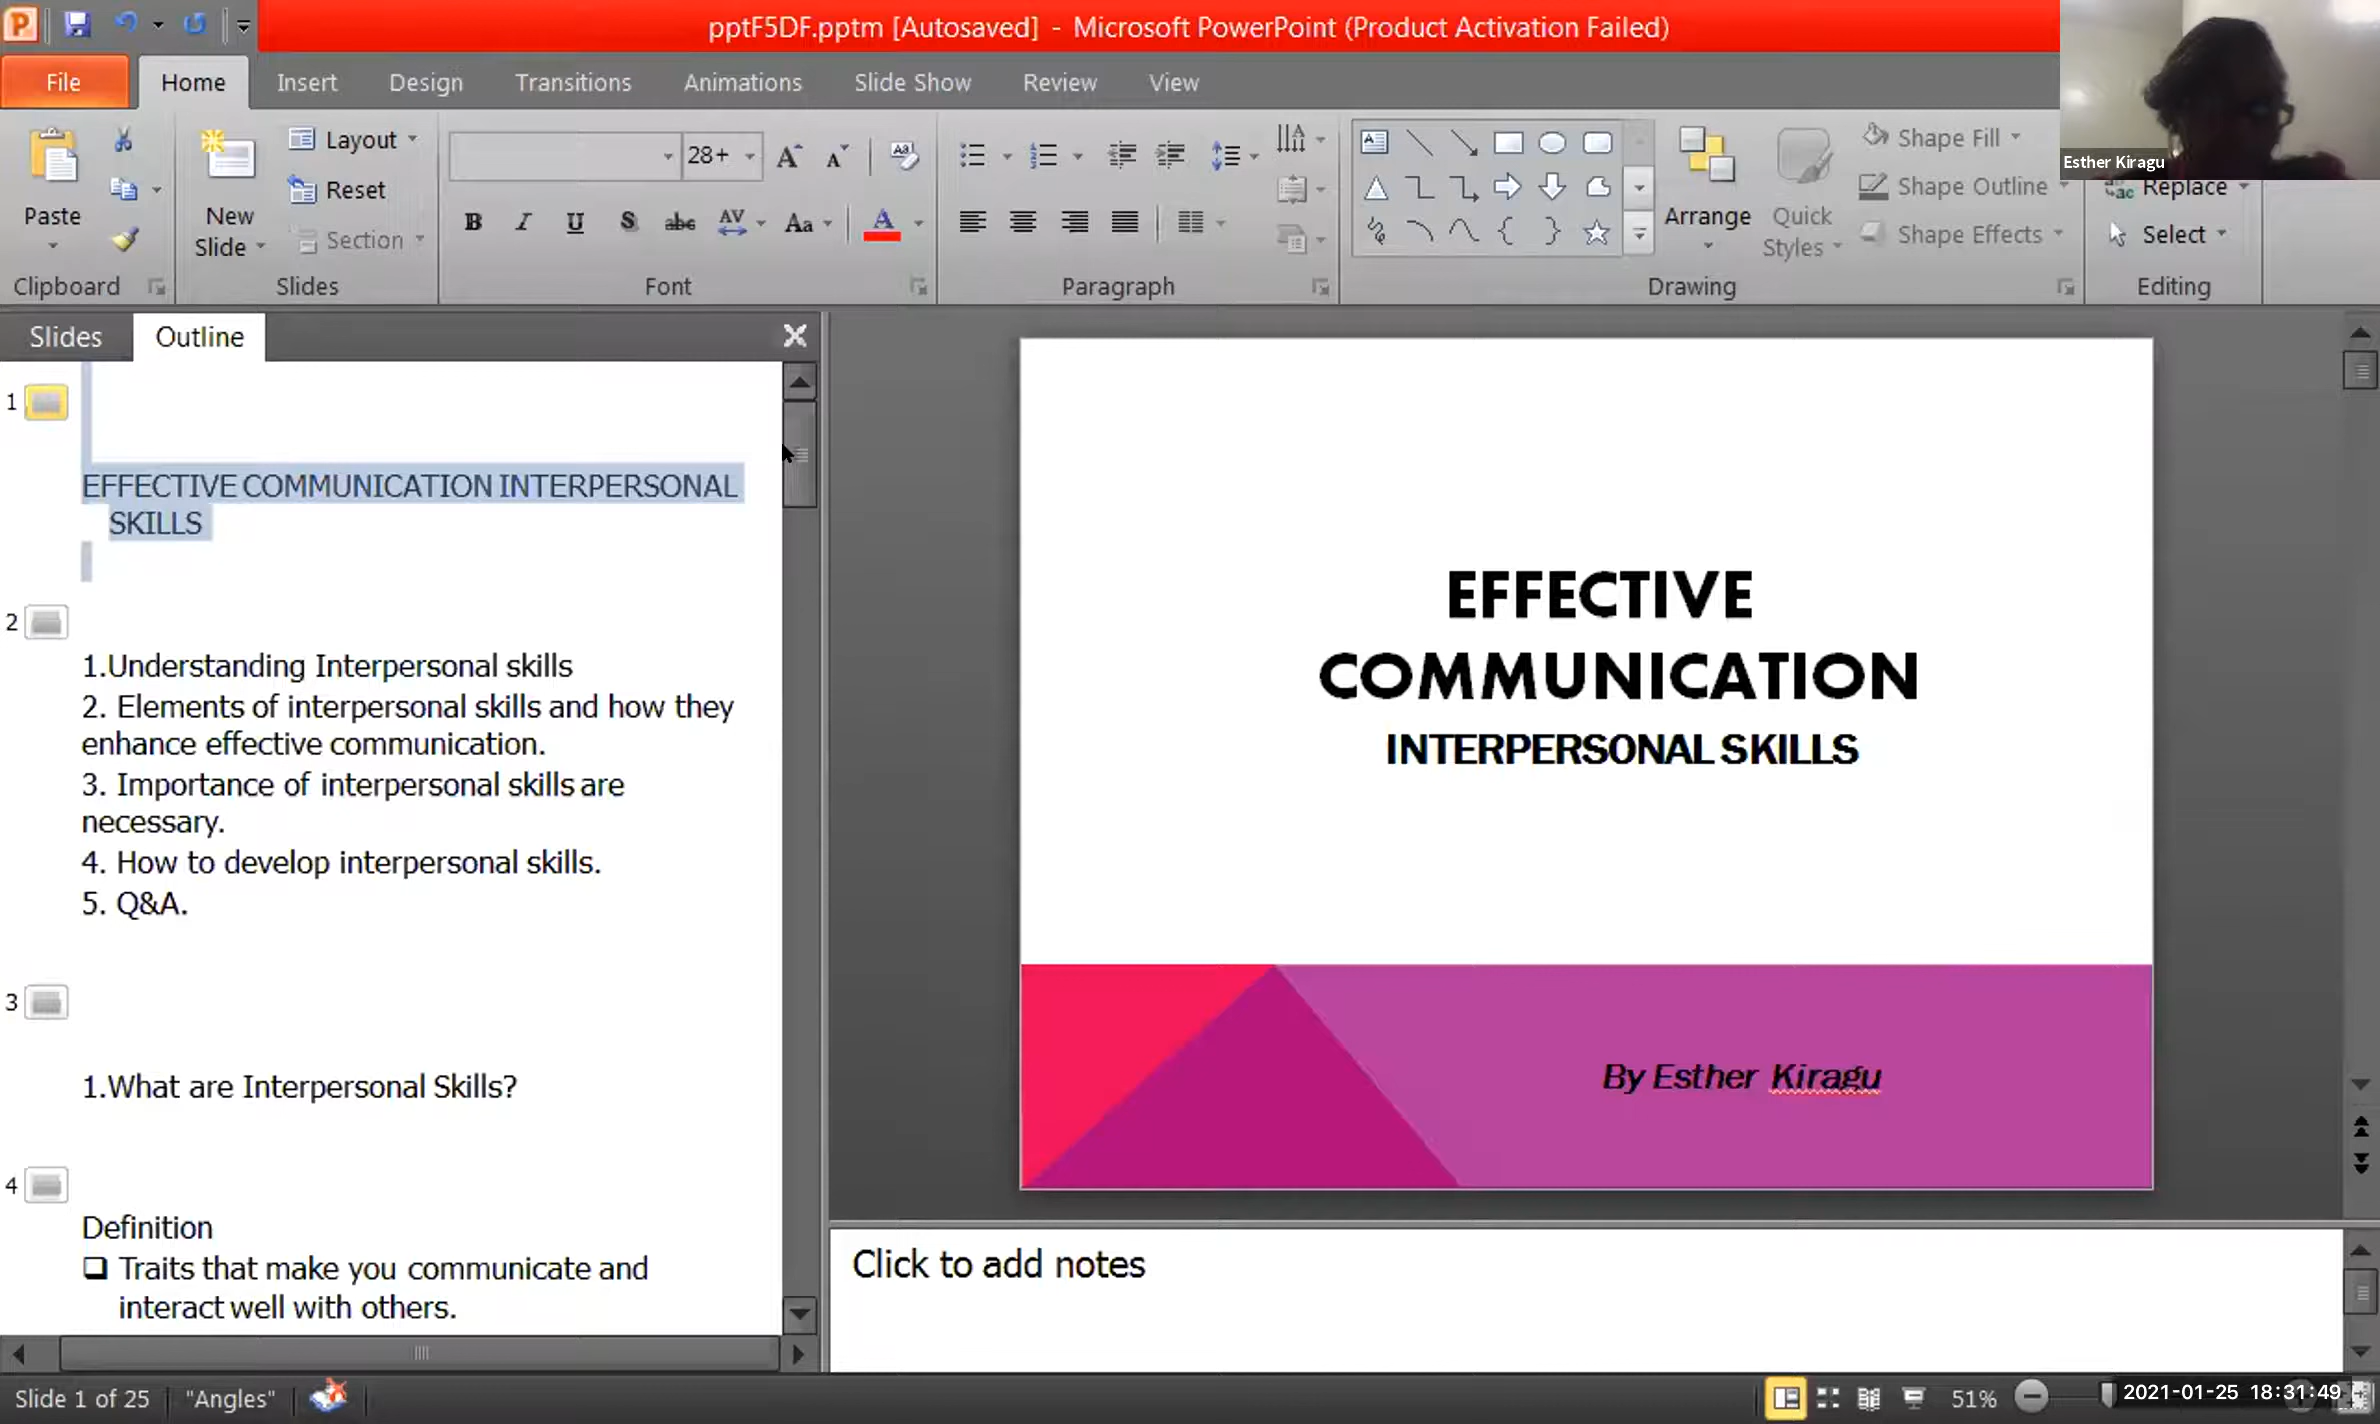 pptF5DF.pptm [Autosaved] - Microsoft PowerPoint (Product Activation Failed)
File Home Insert Design Transitions Animations Slide Show Review View
Esther Kiragu
Paste
Clipboard
New Slide
Layout
Reset
Section
Slides
28+
B I U S abc AV Aa A
Font
Paragraph
Arrange
Quick Styles
Shape Fill
Shape Outline
Shape Effects
Drawing
Replace
Select
Editing
Slides Outline
1
EFFECTIVE COMMUNICATION INTERPERSONAL
SKILLS
2
1.Understanding Interpersonal skills
2. Elements of interpersonal skills and how they
enhance effective communication.
3. Importance of interpersonal skills are
necessary.
4. How to develop interpersonal skills.
5. Q&A.
3
1.What are Interpersonal Skills?
4
Definition
❑ Traits that make you communicate and
interact well with others.
EFFECTIVE
COMMUNICATION
INTERPERSONAL SKILLS
By Esther Kiragu
Click to add notes
Slide 1 of 25 "Angles" 51% 2021-01-25 18:31:49